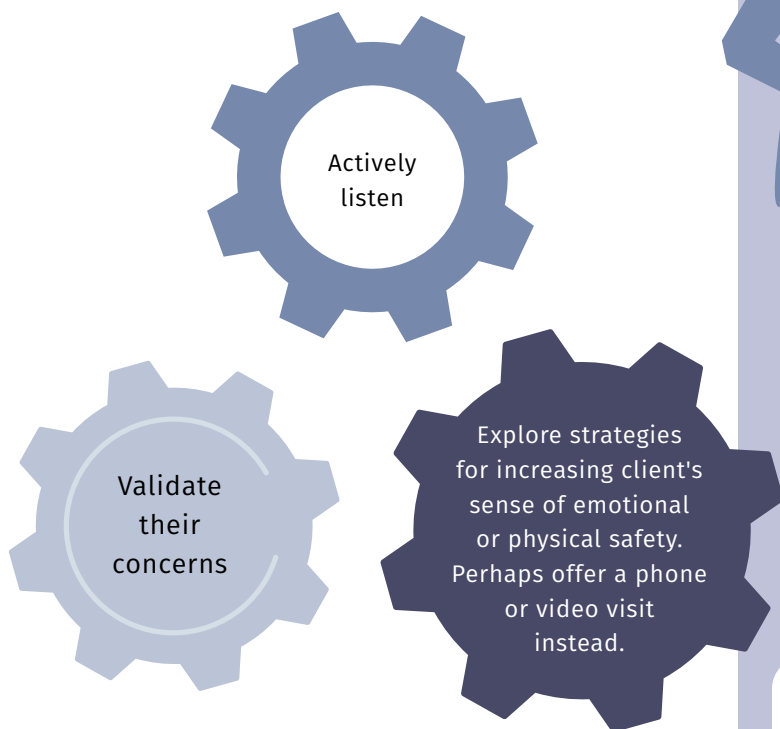 Actively
listen
Validate
their
concerns
Explore strategies
for increasing client's
sense of emotional
or physical safety.
Perhaps offer a phone
or video visit
instead.